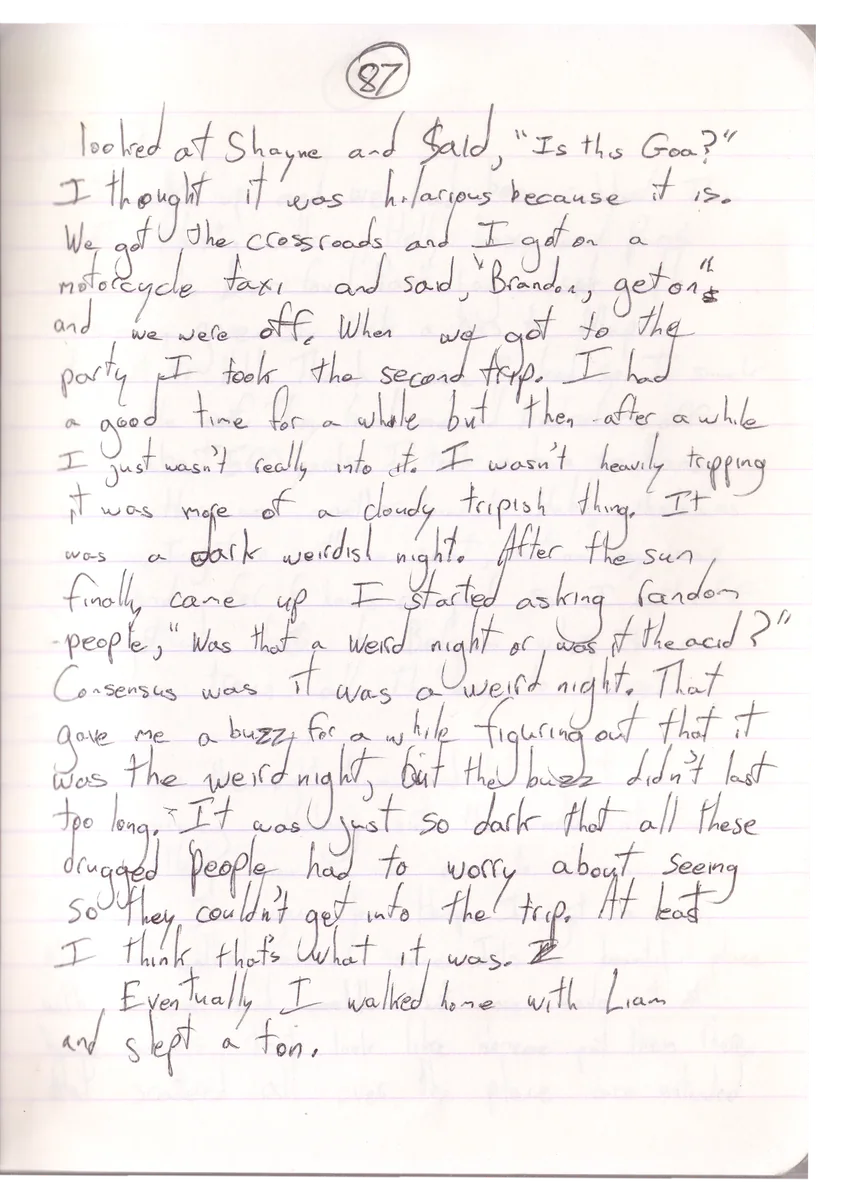 87
looked at Shayne and said, "Is this Goa?"
I thought it was hilarious because it is.
We got the crossroads and I got on a
motorcycle taxi and said, "Brandon, get on"
and we were off. When we got to the
party I took the second trip. I had
a good time for a while but then after a while
I just wasn't really into it. I wasn't heavily tripping
it was more of a cloudy tripish thing. It
was a dark weirdish night. After the sun
finally came up I started asking random
people, "Was that a weird night or was it the acid?"
Consensus was it was a weird night. That
gave me a buzz for a while figuring out that it
was the weird night, but the buzz didn't last
too long. It was just so dark that all these
drugged people had to worry about seeing
so they couldn't get into the trip. At least
I think that's what it was.
Eventually I walked home with Liam
and slept a ton.